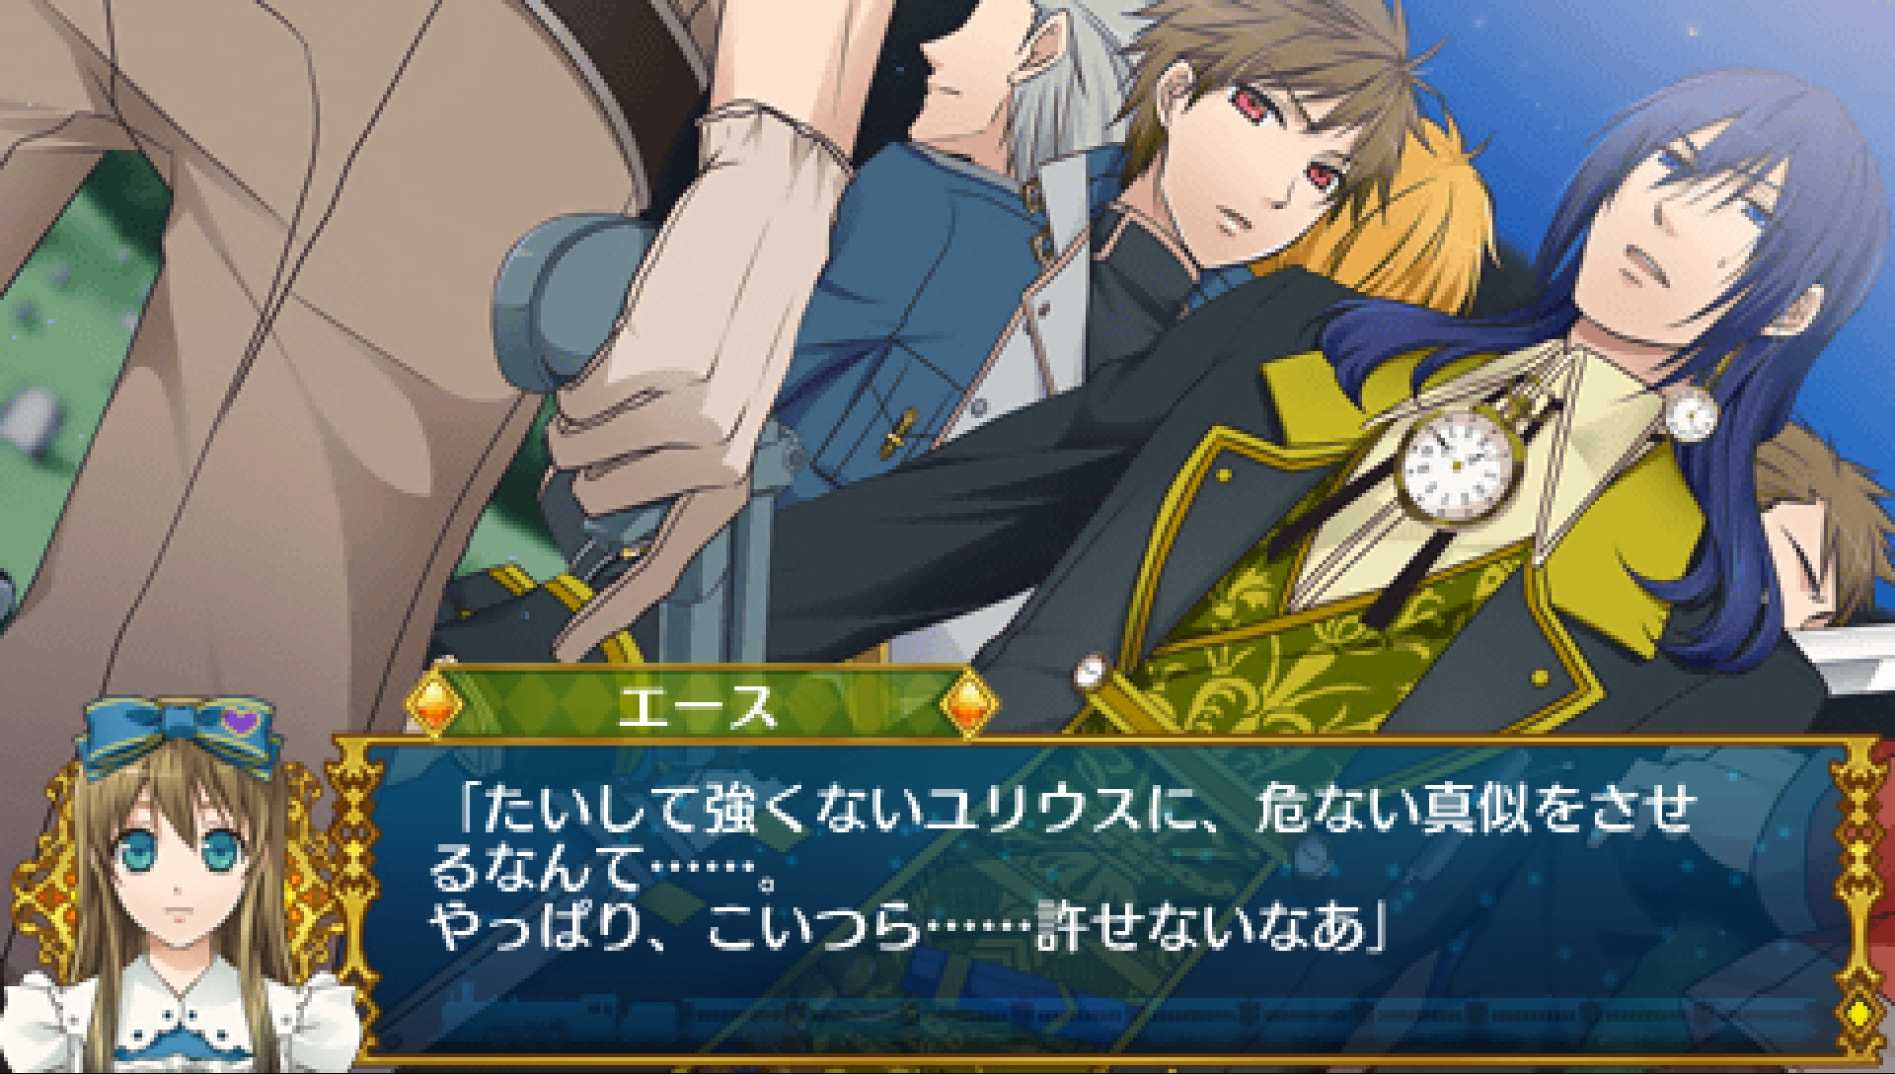 エース
「たいして強くないユリウスに、危ない真似をさせ
るなんて……。
やっぱり、こいつら……許せないなあ」